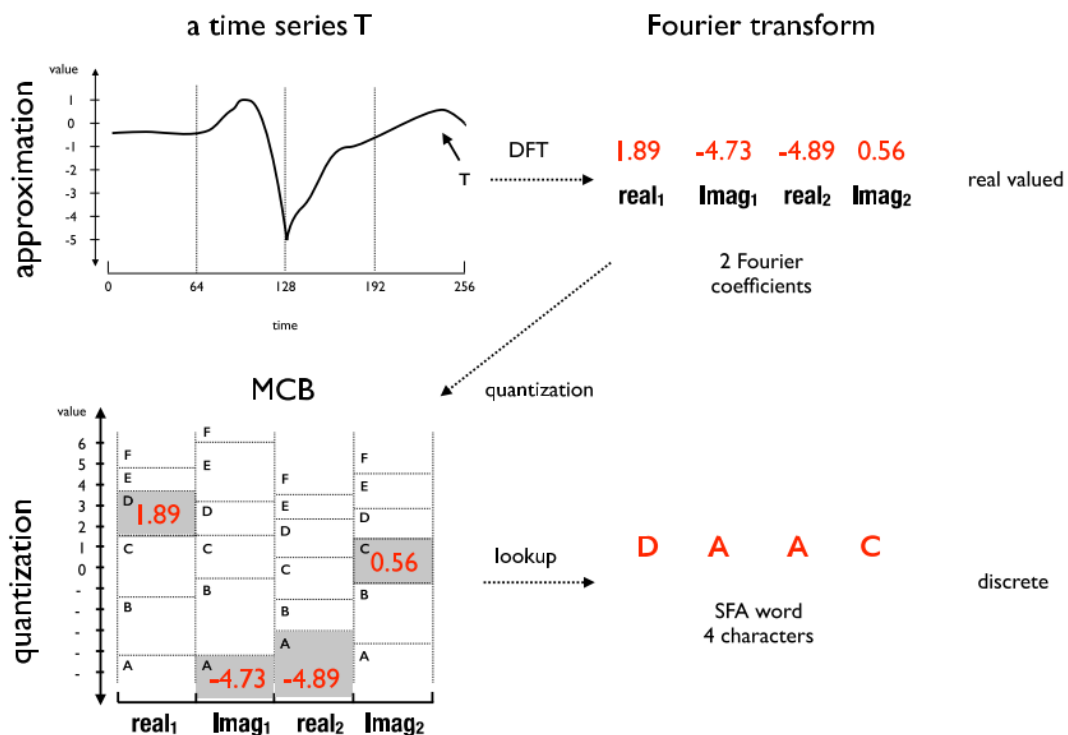 a time series T
Fourier transform
approximation
value
1
0
-1
-2
-3
-4
-5
T
0 64 128 192 256
time
DFT
1.89 -4.73 -4.89 0.56
real1 Imag1 real2 Imag2
real valued
2 Fourier
coefficients
quantization
MCB
quantization
value
6
5
4
3
2
1
0
-
-
-
-
-
F
E
D
1.89
C
B
A
F
E
D
C
B
A
-4.73
F
E
D
C
B
A
-4.89
F
E
D
C
0.56
B
A
real1 Imag1 real2 Imag2
lookup
D A A C
SFA word
4 characters
discrete